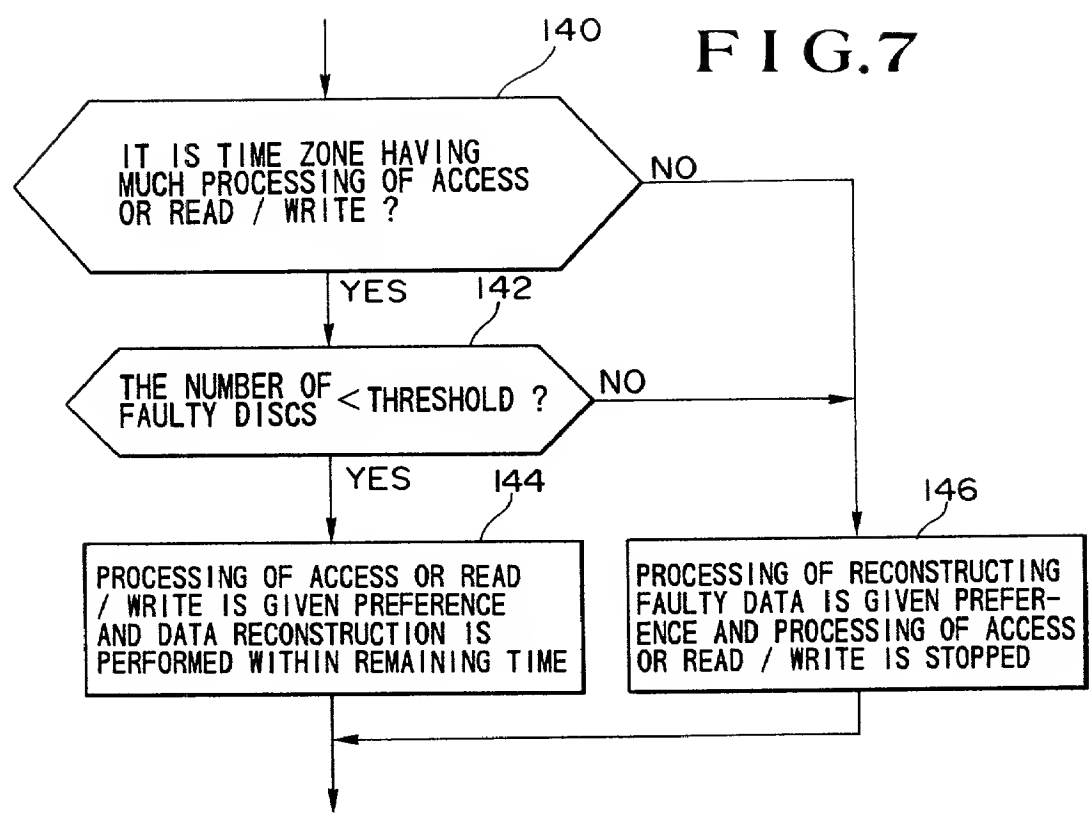 FIG.7
140
IT IS TIME ZONE HAVING
MUCH PROCESSING OF ACCESS
OR READ / WRITE ?
NO
YES
142
THE NUMBER OF
FAULTY DISCS < THRESHOLD ?
NO
YES
144
PROCESSING OF ACCESS OR READ
/ WRITE IS GIVEN PREFERENCE
AND DATA RECONSTRUCTION IS
PERFORMED WITHIN REMAINING TIME
146
PROCESSING OF RECONSTRUCTING
FAULTY DATA IS GIVEN PREFER-
ENCE AND PROCESSING OF ACCESS
OR READ / WRITE IS STOPPED